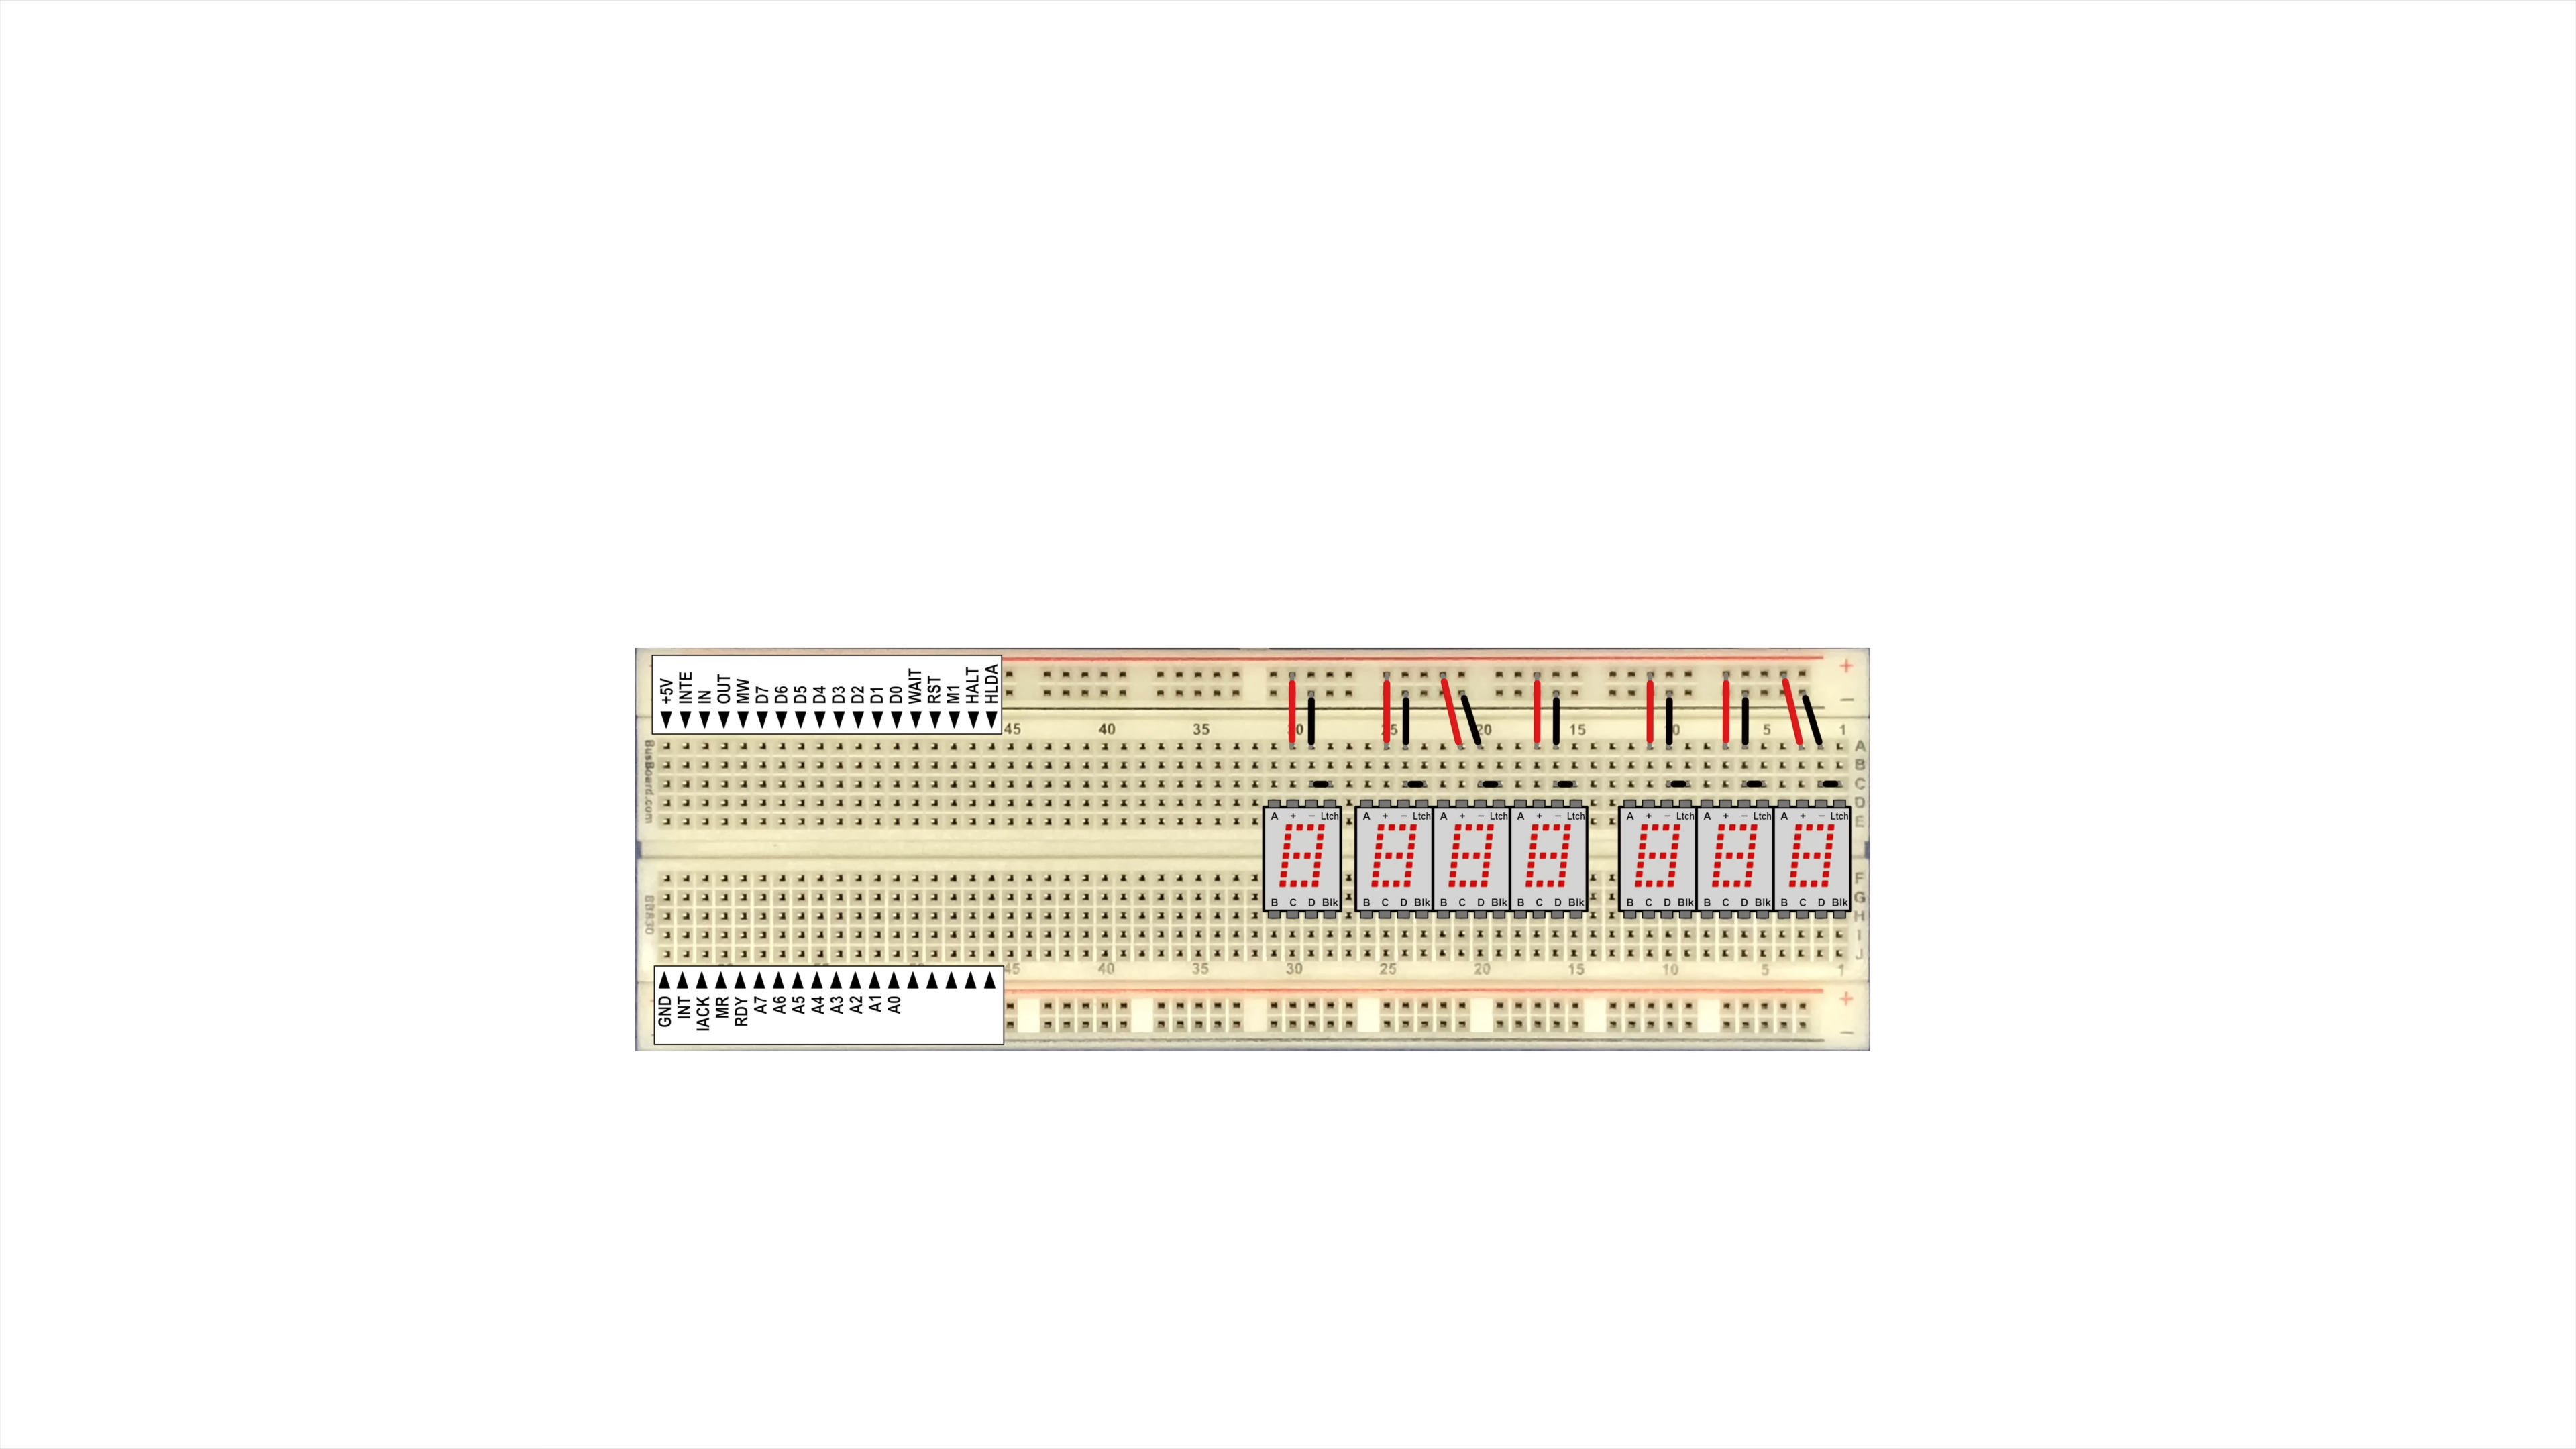 +5V INTE IN OUT MW D7 D6 D5 D4 D3 D2 D1 D0 WAIT RST M1 HALT HLDA
+
−
45 40 35 20 15 5 1
BusBoard.com
A
B
C
D
E
A + − Ltch A + − Ltch A + − Ltch A + − Ltch A + − Ltch A + − Ltch A + − Ltch
B C D Blk B C D Blk B C D Blk B C D Blk B C D Blk B C D Blk B C D Blk
BB830
F
G
H
I
J
45 40 35 30 25 20 15 10 5 1
GND INT IACK MR RDY A7 A6 A5 A4 A3 A2 A1 A0
+
−